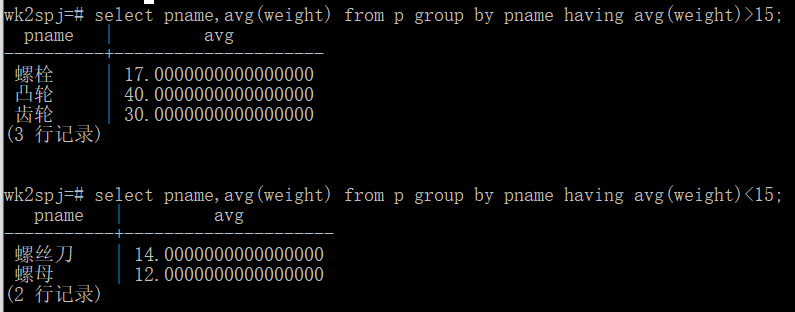 wk2spj=# select pname,avg(weight) from p group by pname having avg(weight)>15;
pname | avg
----------+---------------------
螺栓 | 17.0000000000000000
凸轮 | 40.0000000000000000
齿轮 | 30.0000000000000000
(3 行记录)
wk2spj=# select pname,avg(weight) from p group by pname having avg(weight)<15;
pname | avg
-----------+---------------------
螺丝刀 | 14.0000000000000000
螺母 | 12.0000000000000000
(2 行记录)